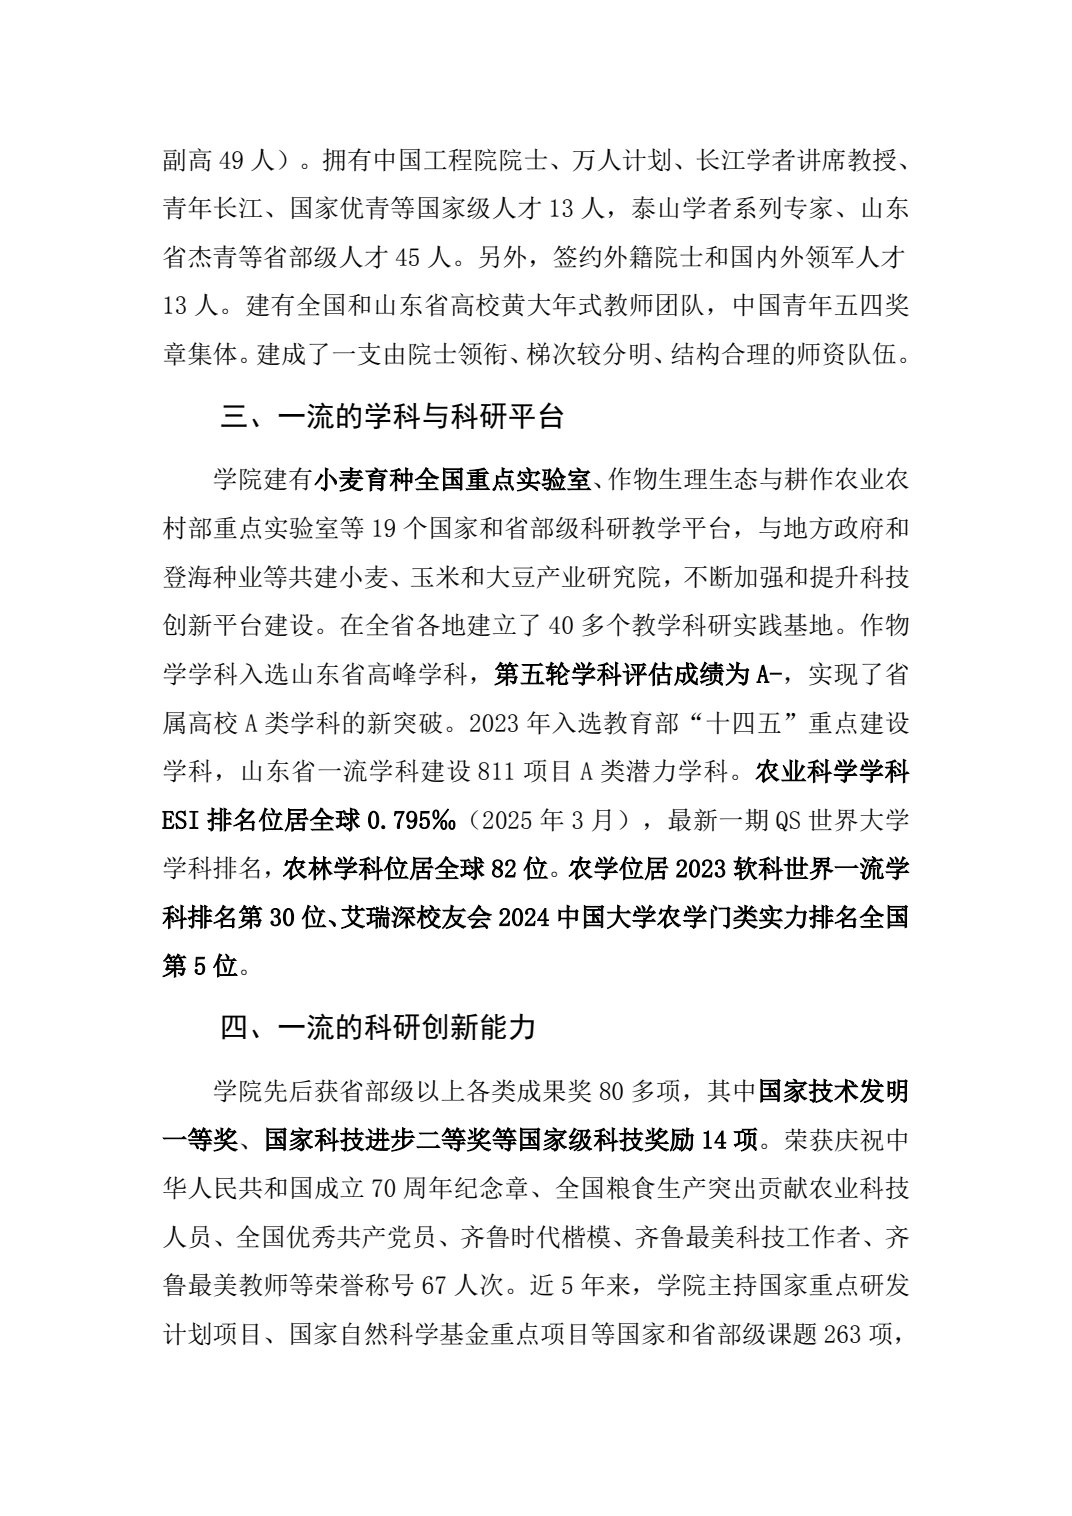 副高 49 人）。拥有中国工程院院士、万人计划、长江学者讲席教授、
青年长江、国家优青等国家级人才 13 人，泰山学者系列专家、山东
省杰青等省部级人才 45 人。另外，签约外籍院士和国内外领军人才
13 人。建有全国和山东省高校黄大年式教师团队，中国青年五四奖
章集体。建成了一支由院士领衔、梯次较分明、结构合理的师资队伍。
三、一流的学科与科研平台
学院建有小麦育种全国重点实验室、作物生理生态与耕作农业农
村部重点实验室等 19 个国家和省部级科研教学平台，与地方政府和
登海种业等共建小麦、玉米和大豆产业研究院，不断加强和提升科技
创新平台建设。在全省各地建立了 40 多个教学科研实践基地。作物
学学科入选山东省高峰学科，第五轮学科评估成绩为 A-，实现了省
属高校 A 类学科的新突破。2023 年入选教育部“十四五”重点建设
学科，山东省一流学科建设 811 项目 A 类潜力学科。农业科学学科
ESI 排名位居全球 0.795‰（2025 年 3 月），最新一期 QS 世界大学
学科排名，农林学科位居全球 82 位。农学位居 2023 软科世界一流学
科排名第 30 位、艾瑞深校友会 2024 中国大学农学门类实力排名全国
第 5 位。
四、一流的科研创新能力
学院先后获省部级以上各类成果奖 80 多项，其中国家技术发明
一等奖、国家科技进步二等奖等国家级科技奖励 14 项。荣获庆祝中
华人民共和国成立 70 周年纪念章、全国粮食生产突出贡献农业科技
人员、全国优秀共产党员、齐鲁时代楷模、齐鲁最美科技工作者、齐
鲁最美教师等荣誉称号 67 人次。近 5 年来，学院主持国家重点研发
计划项目、国家自然科学基金重点项目等国家和省部级课题 263 项，